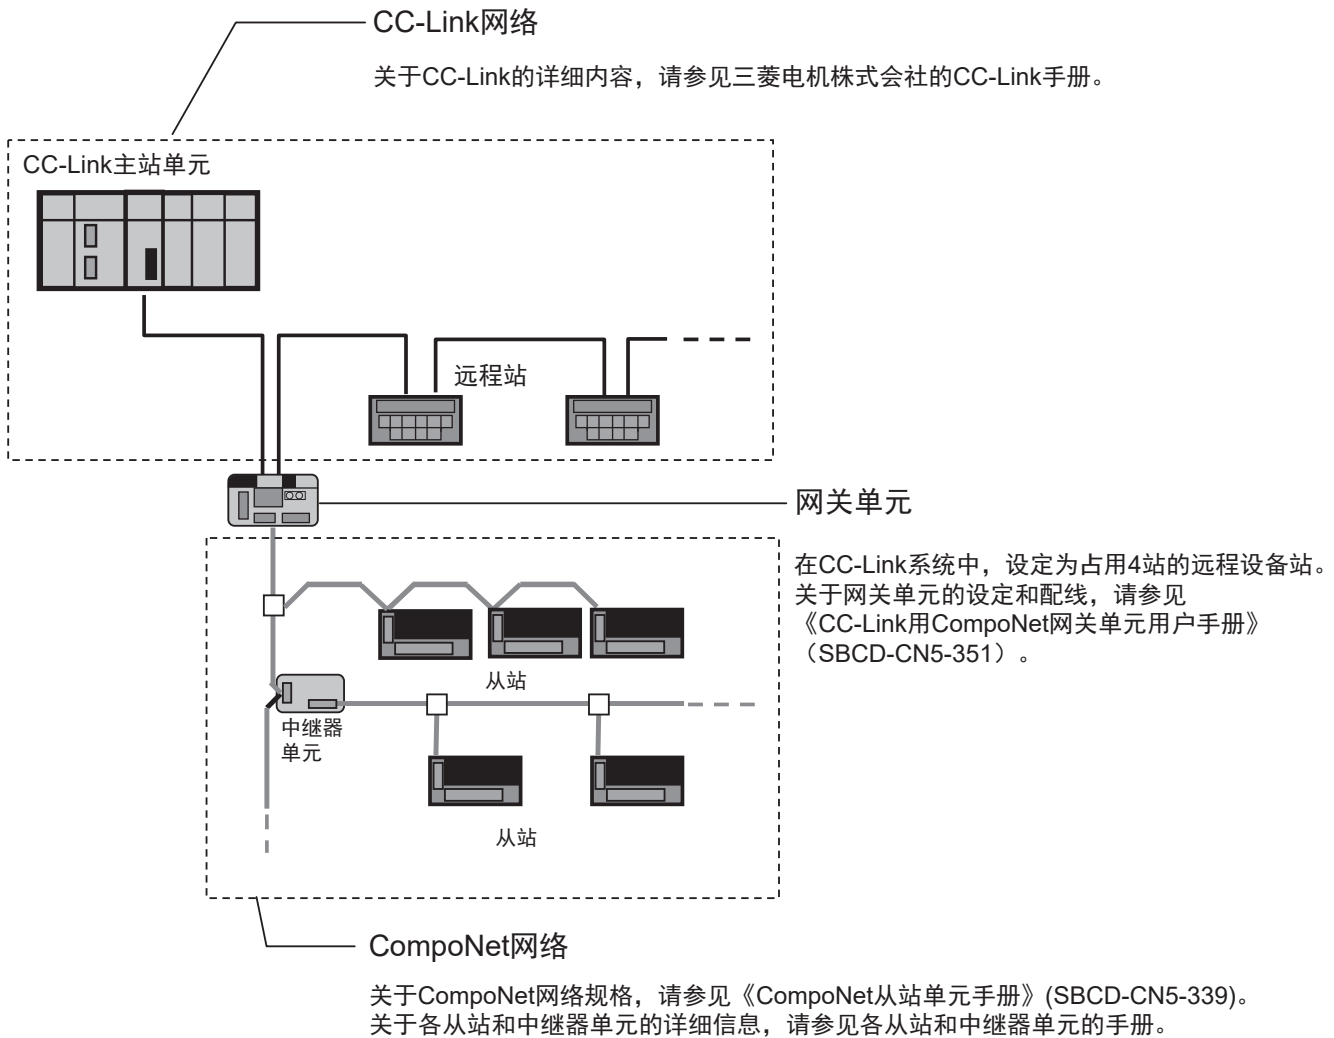 CC-Link网络
关于CC-Link的详细内容，请参见三菱电机株式会社的CC-Link手册。
CC-Link主站单元
远程站
网关单元
在CC-Link系统中，设定为占用4站的远程设备站。
关于网关单元的设定和配线，请参见
《CC-Link用CompoNet网关单元用户手册》
（SBCD-CN5-351）。
从站
中继器
单元
从站
CompoNet网络
关于CompoNet网络规格，请参见《CompoNet从站单元手册》(SBCD-CN5-339)。
关于各从站和中继器单元的详细信息，请参见各从站和中继器单元的手册。